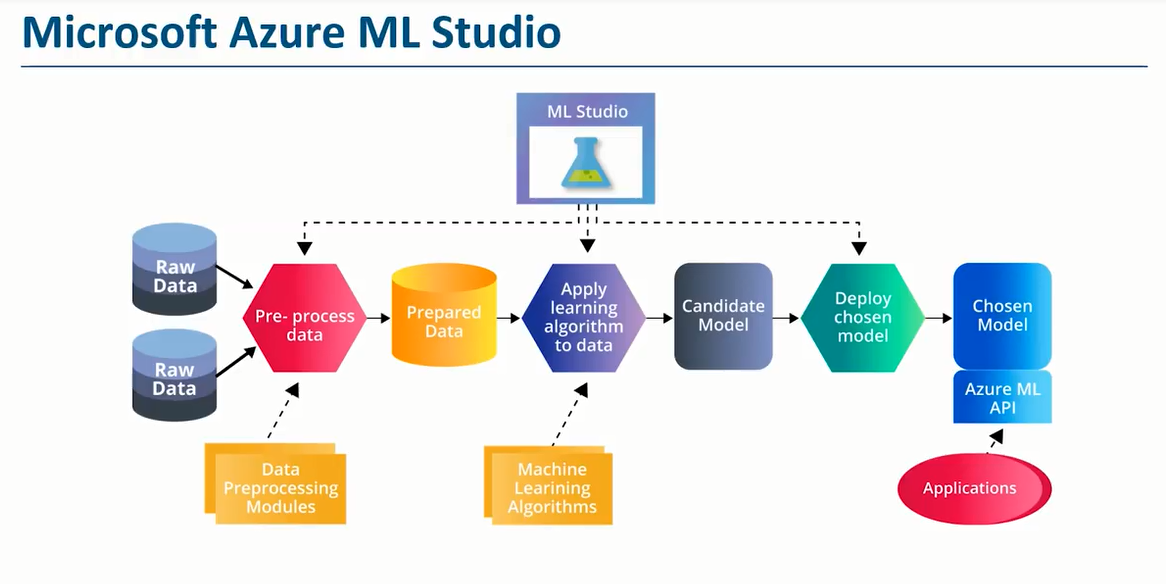 Microsoft Azure ML Studio
ML Studio
Raw
Data
Raw
Data
Pre- process
data
Prepared
Data
Apply
learning
algorithm
to data
Candidate
Model
Deploy
chosen
model
Chosen
Model
Azure ML
API
Data
Preprocessing
Modules
Machine
Learining
Algorithms
Applications